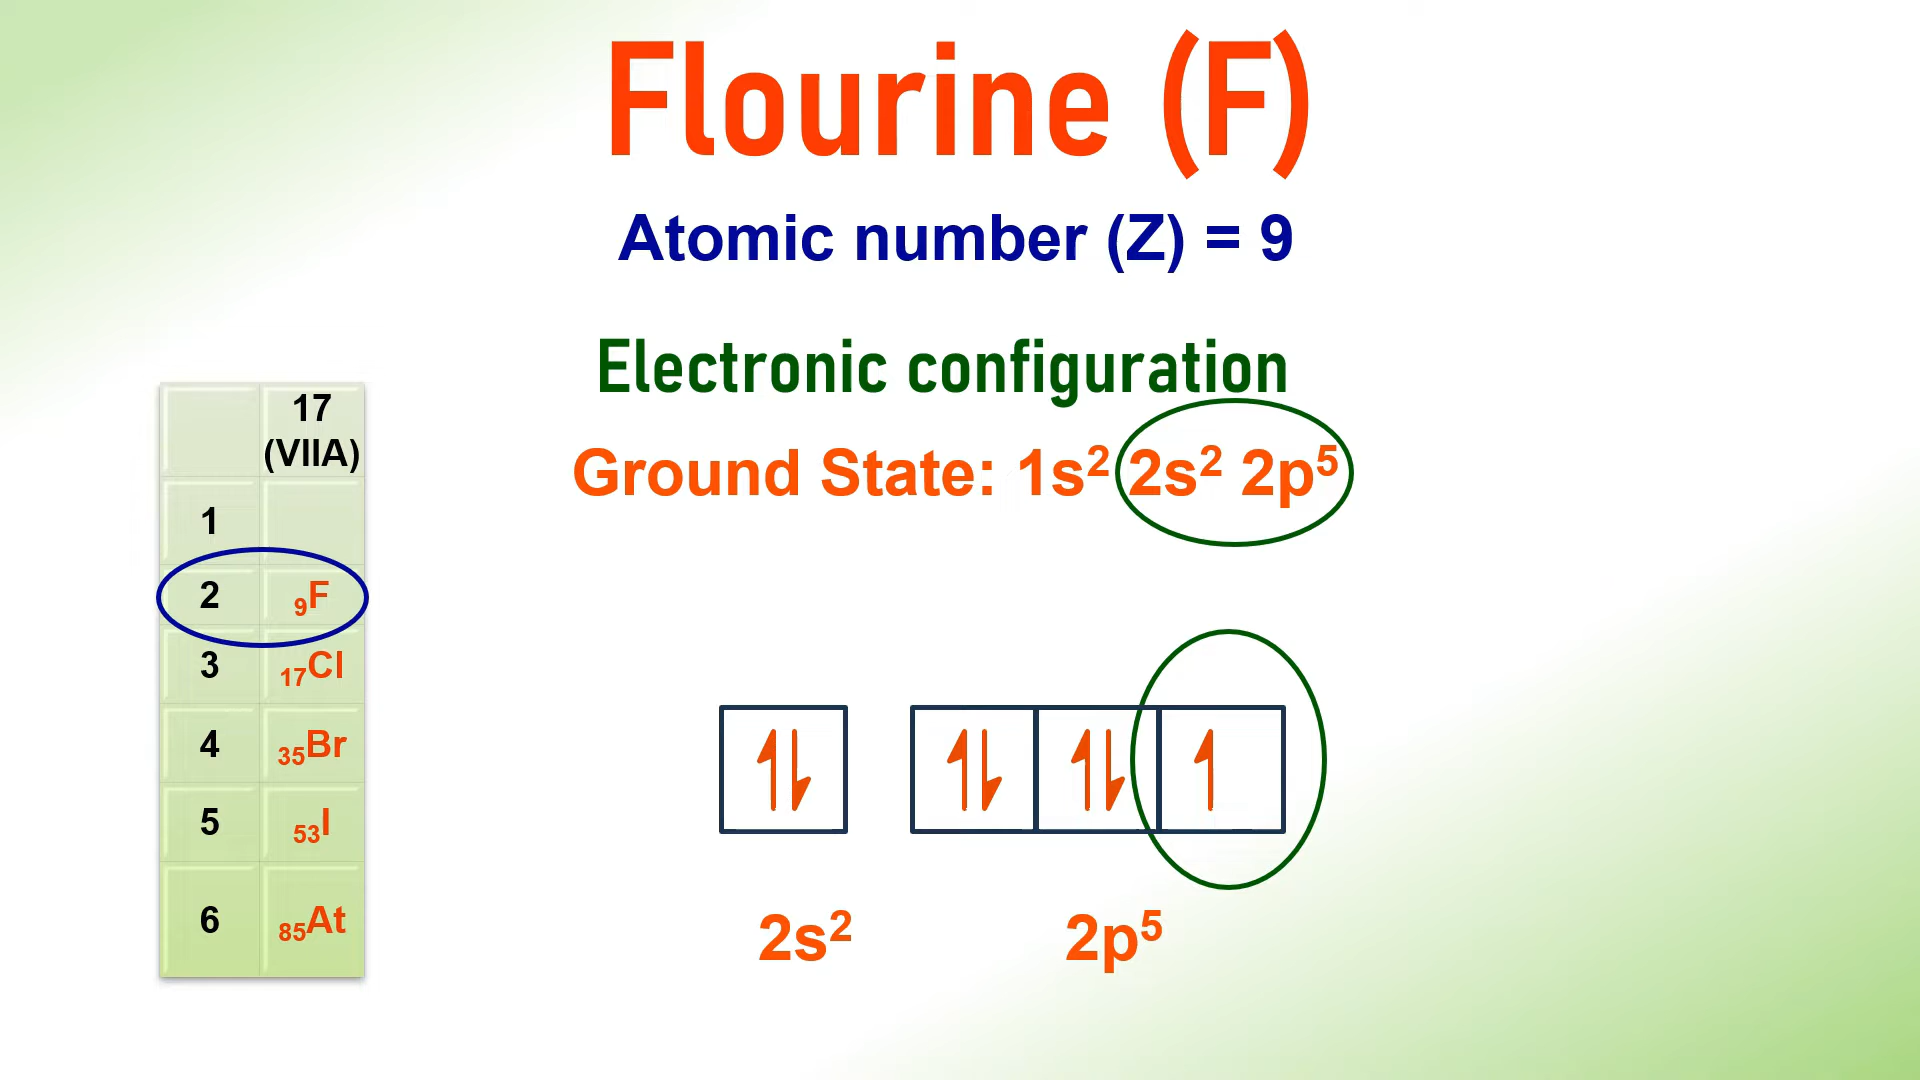 Flourine (F)
Atomic number (Z) = 9
Electronic configuration
Ground State: 1s² 2s² 2p⁵
17
(VIIA)
1
2 ₉F
3 ₁₇Cl
4 ₃₅Br
5 ₅₃I
6 ₈₅At
2s² 2p⁵